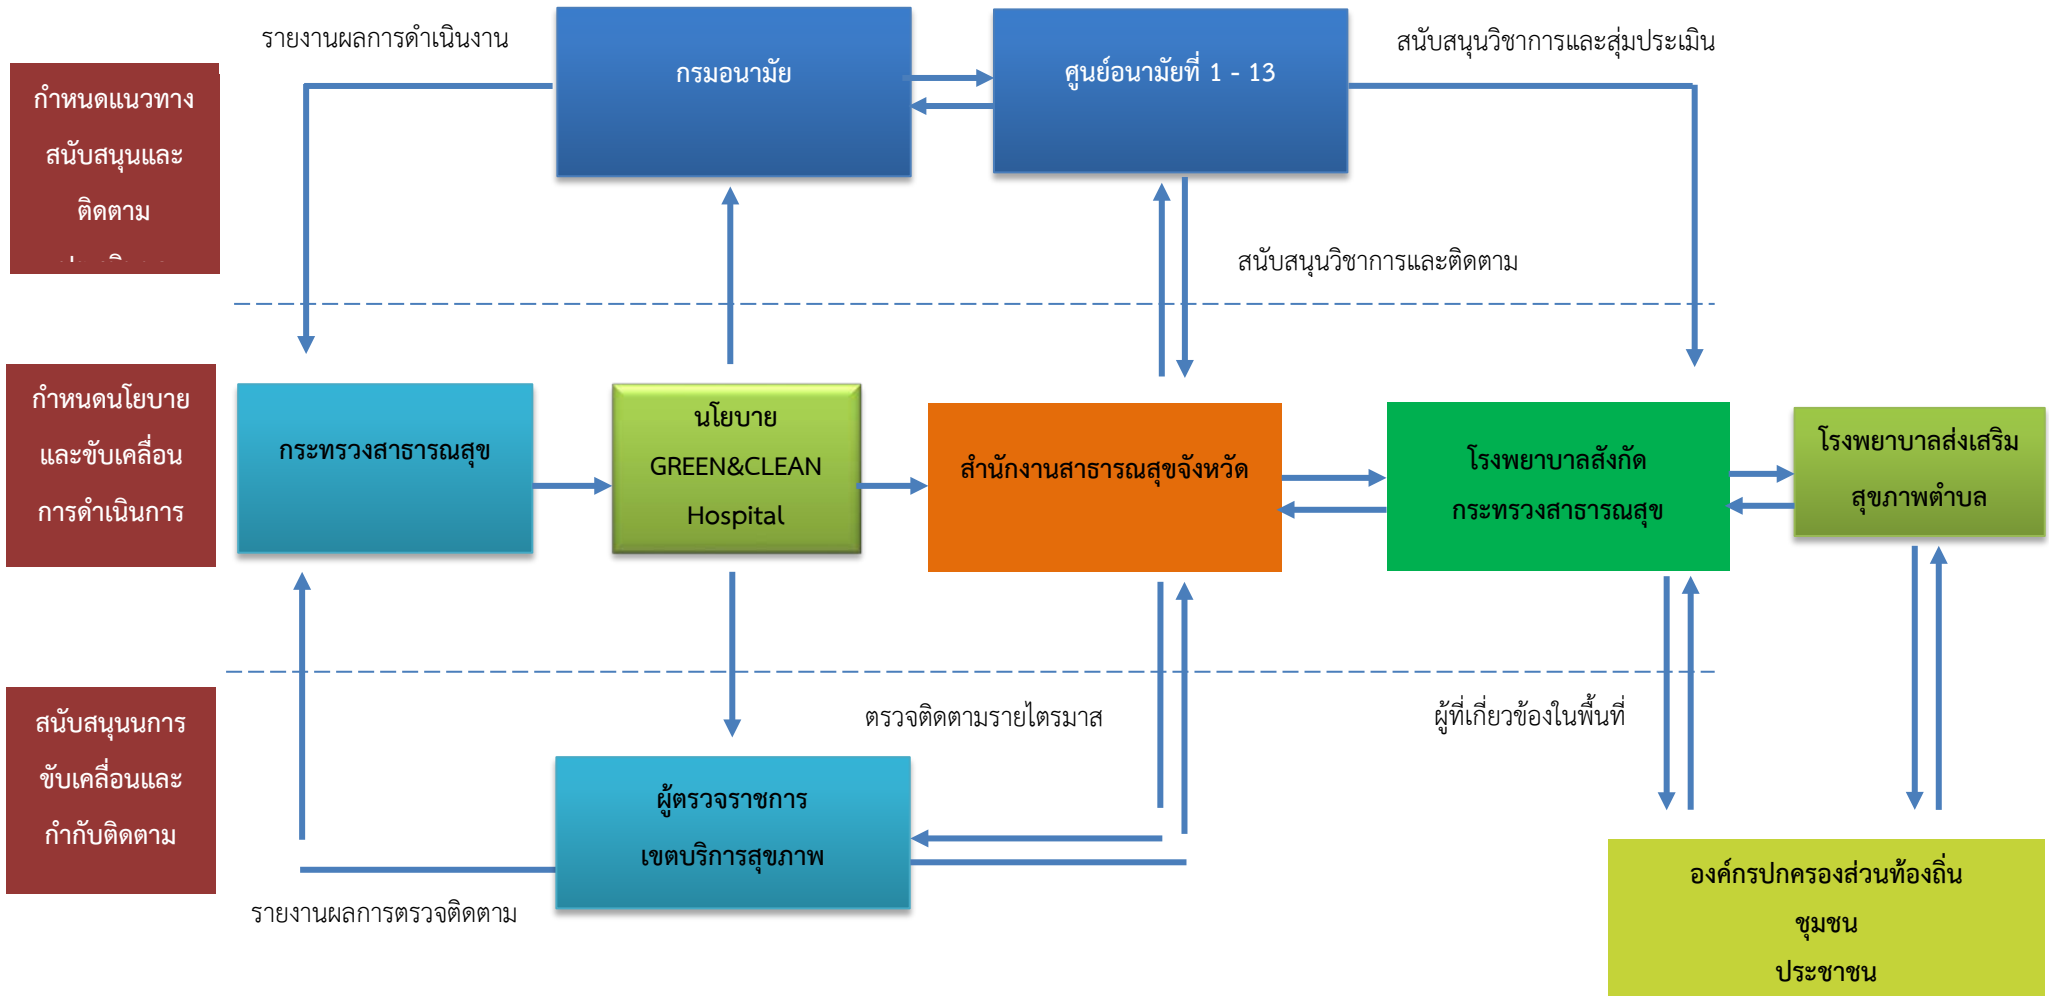 รายงานผลการดำเนินงาน
กรมอนามัย
ศูนย์อนามัยที่ 1 - 13
สนับสนุนวิชาการและสุ่มประเมิน
กำหนดแนวทาง
สนับสนุนและ
ติดตาม
สนับสนุนวิชาการและติดตาม
กำหนดนโยบาย
และขับเคลื่อน
การดำเนินการ
กระทรวงสาธารณสุข
นโยบาย
GREEN&CLEAN
Hospital
สำนักงานสาธารณสุขจังหวัด
โรงพยาบาลสังกัด
กระทรวงสาธารณสุข
โรงพยาบาลส่งเสริม
สุขภาพตำบล
สนับสนุนนการ
ขับเคลื่อนและ
กำกับติดตาม
ตรวจติดตามรายไตรมาส
ผู้ที่เกี่ยวข้องในพื้นที่
ผู้ตรวจราชการ
เขตบริการสุขภาพ
รายงานผลการตรวจติดตาม
องค์กรปกครองส่วนท้องถิ่น
ชุมชน
ประชาชน